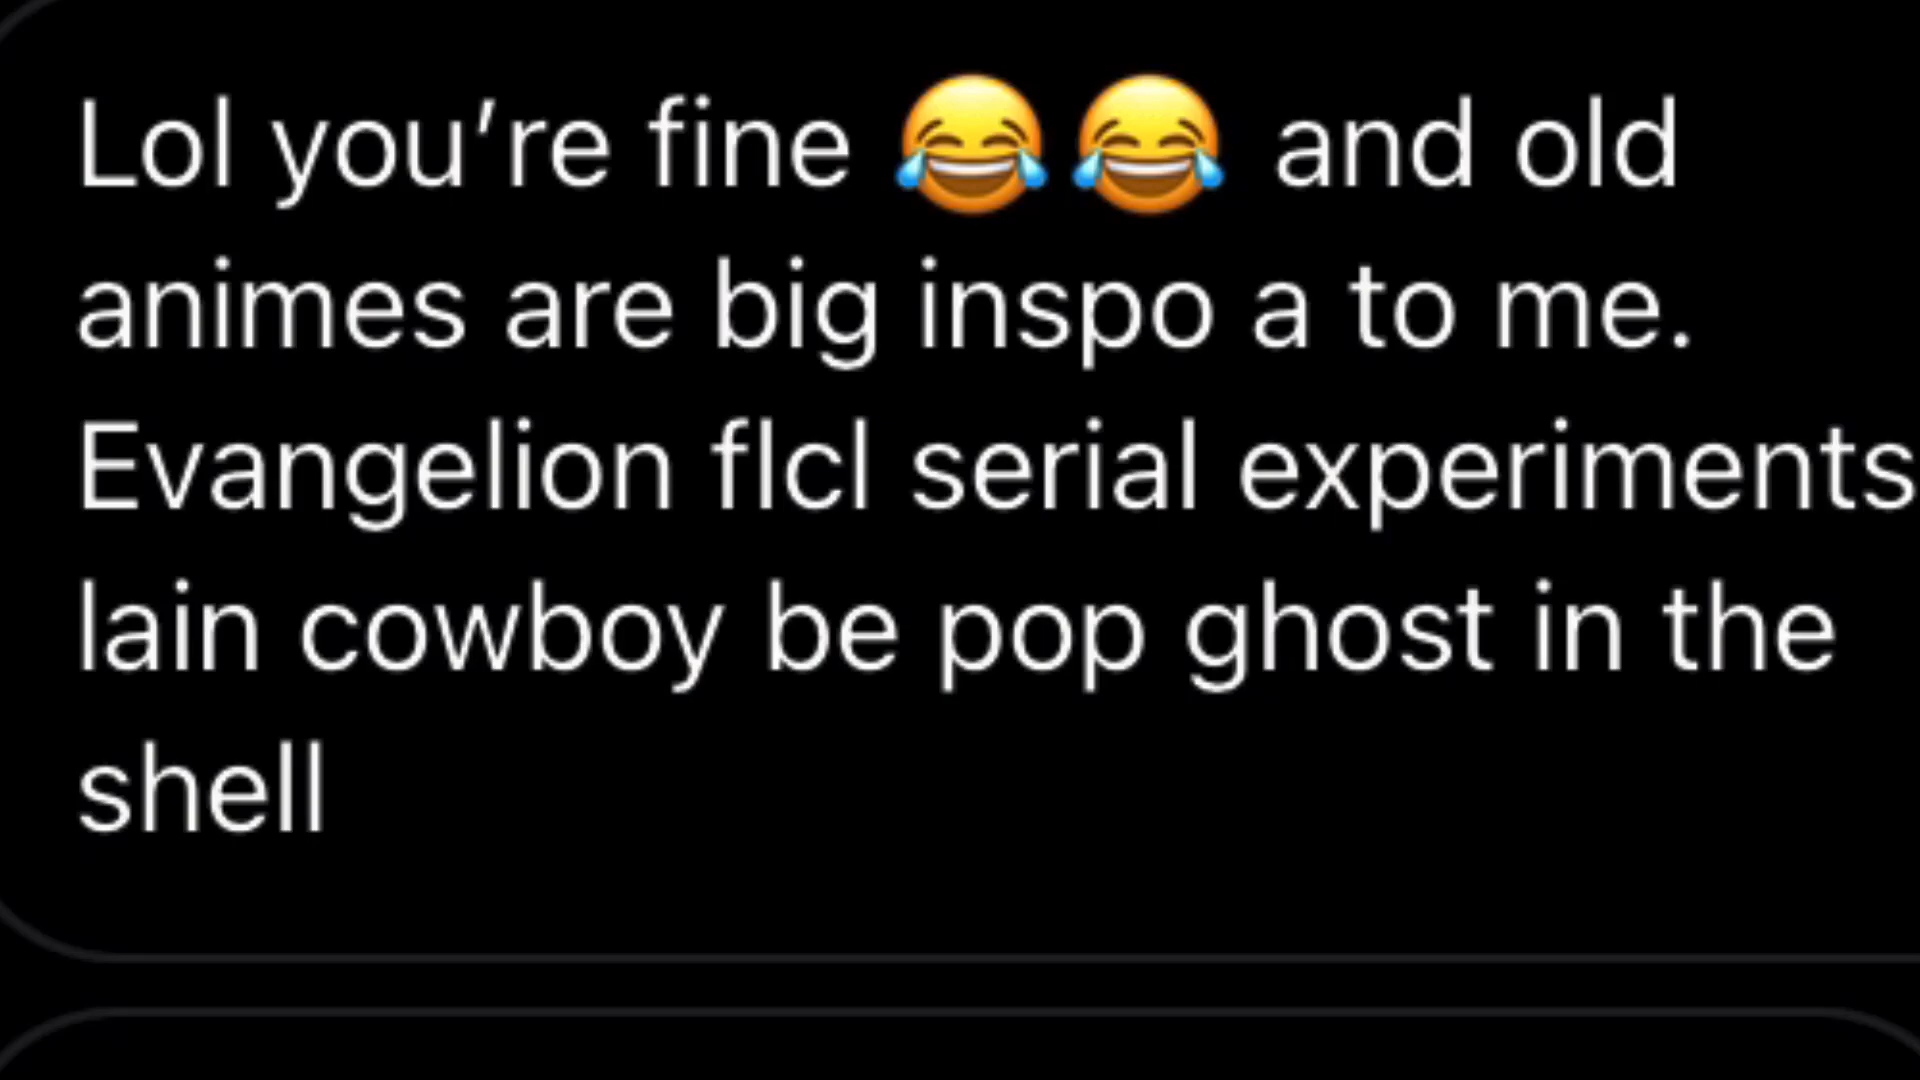 Lol you’re fine 😂😂 and old
animes are big inspo a to me.
Evangelion flcl serial experiments
lain cowboy be pop ghost in the
shell